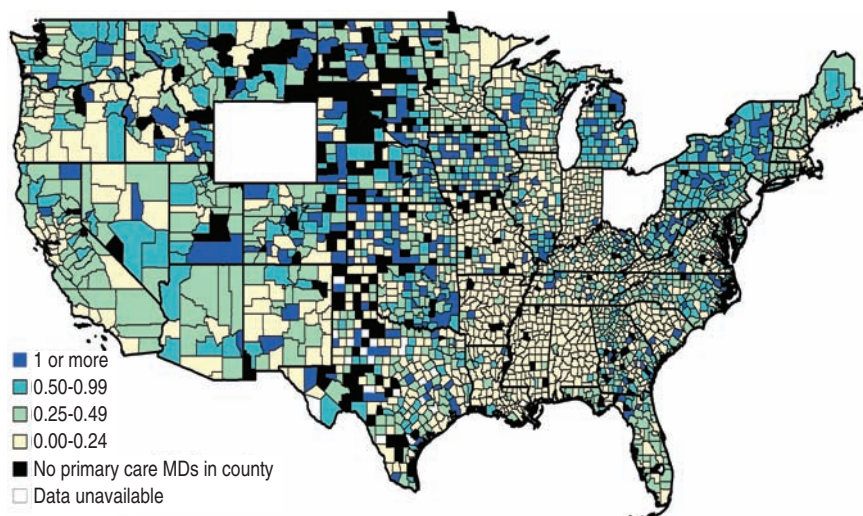 1 or more
0.50-0.99
0.25-0.49
0.00-0.24
No primary care MDs in county
Data unavailable